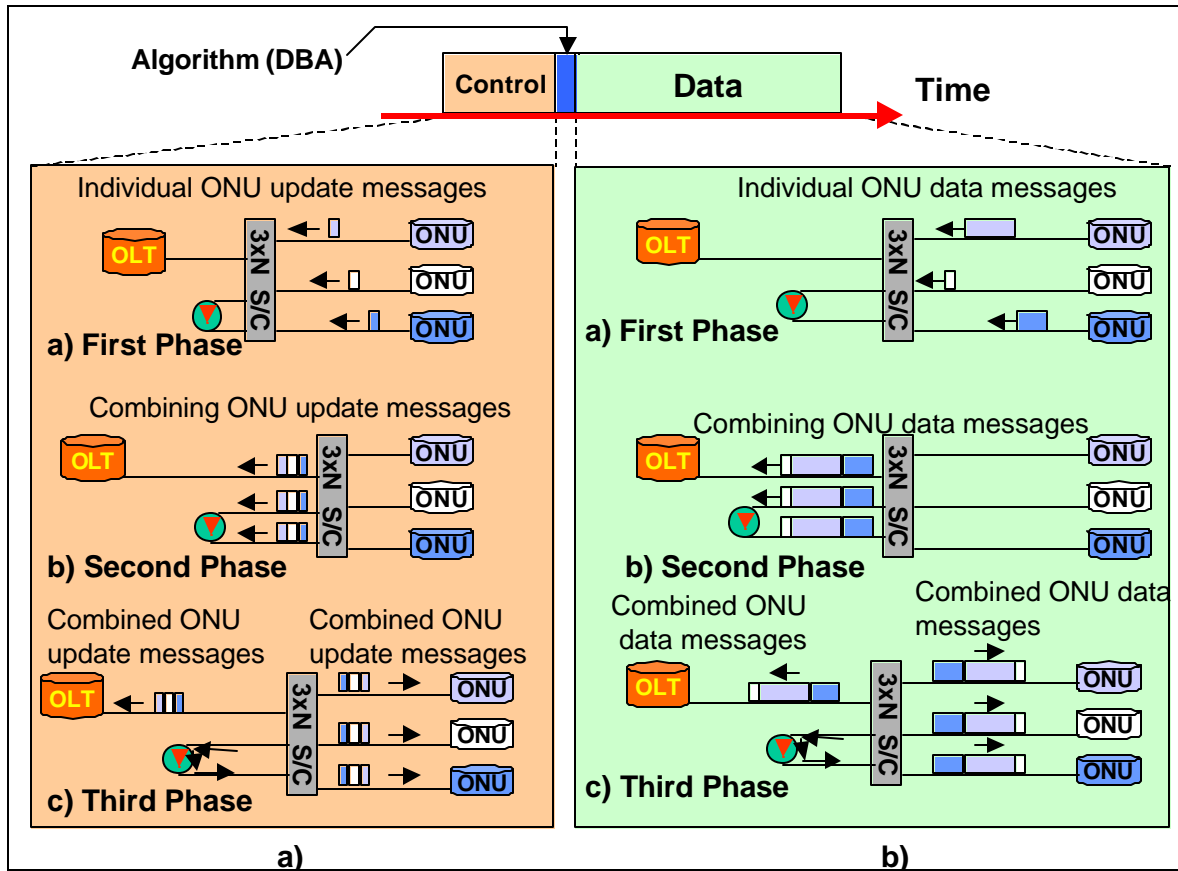 Algorithm (DBA)
Control
Data
Time
Individual ONU update messages
OLT
3xN S/C
ONU
ONU
ONU
a) First Phase
Combining ONU update messages
OLT
3xN S/C
ONU
ONU
ONU
b) Second Phase
Combined ONU
update messages
Combined ONU
update messages
OLT
3xN S/C
ONU
ONU
ONU
c) Third Phase
a)
Individual ONU data messages
OLT
3xN S/C
ONU
ONU
ONU
a) First Phase
Combining ONU data messages
OLT
3xN S/C
ONU
ONU
ONU
b) Second Phase
Combined ONU
data messages
Combined ONU data
messages
OLT
3xN S/C
ONU
ONU
ONU
c) Third Phase
b)